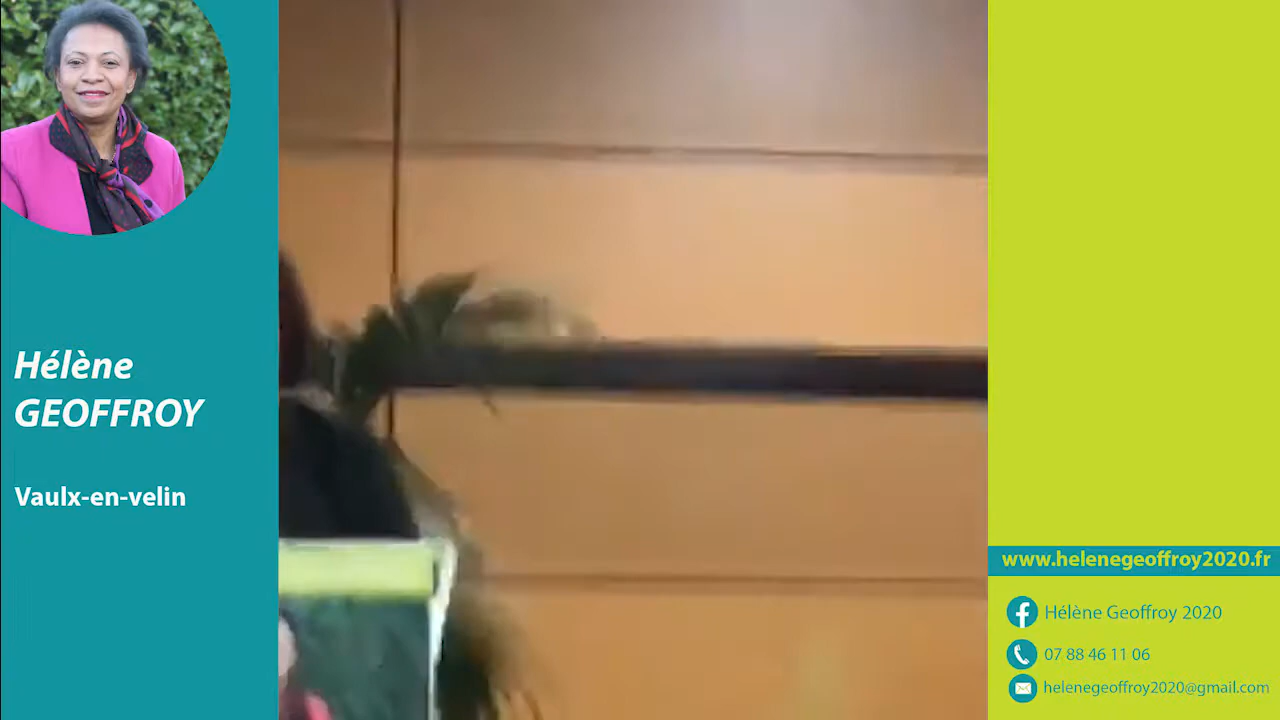 Hélène
GEOFFROY
Vaulx-en-velin
www.helenegeoffroy2020.fr
Hélène Geoffroy 2020
07 88 46 11 06
helenegeoffroy2020@gmail.com